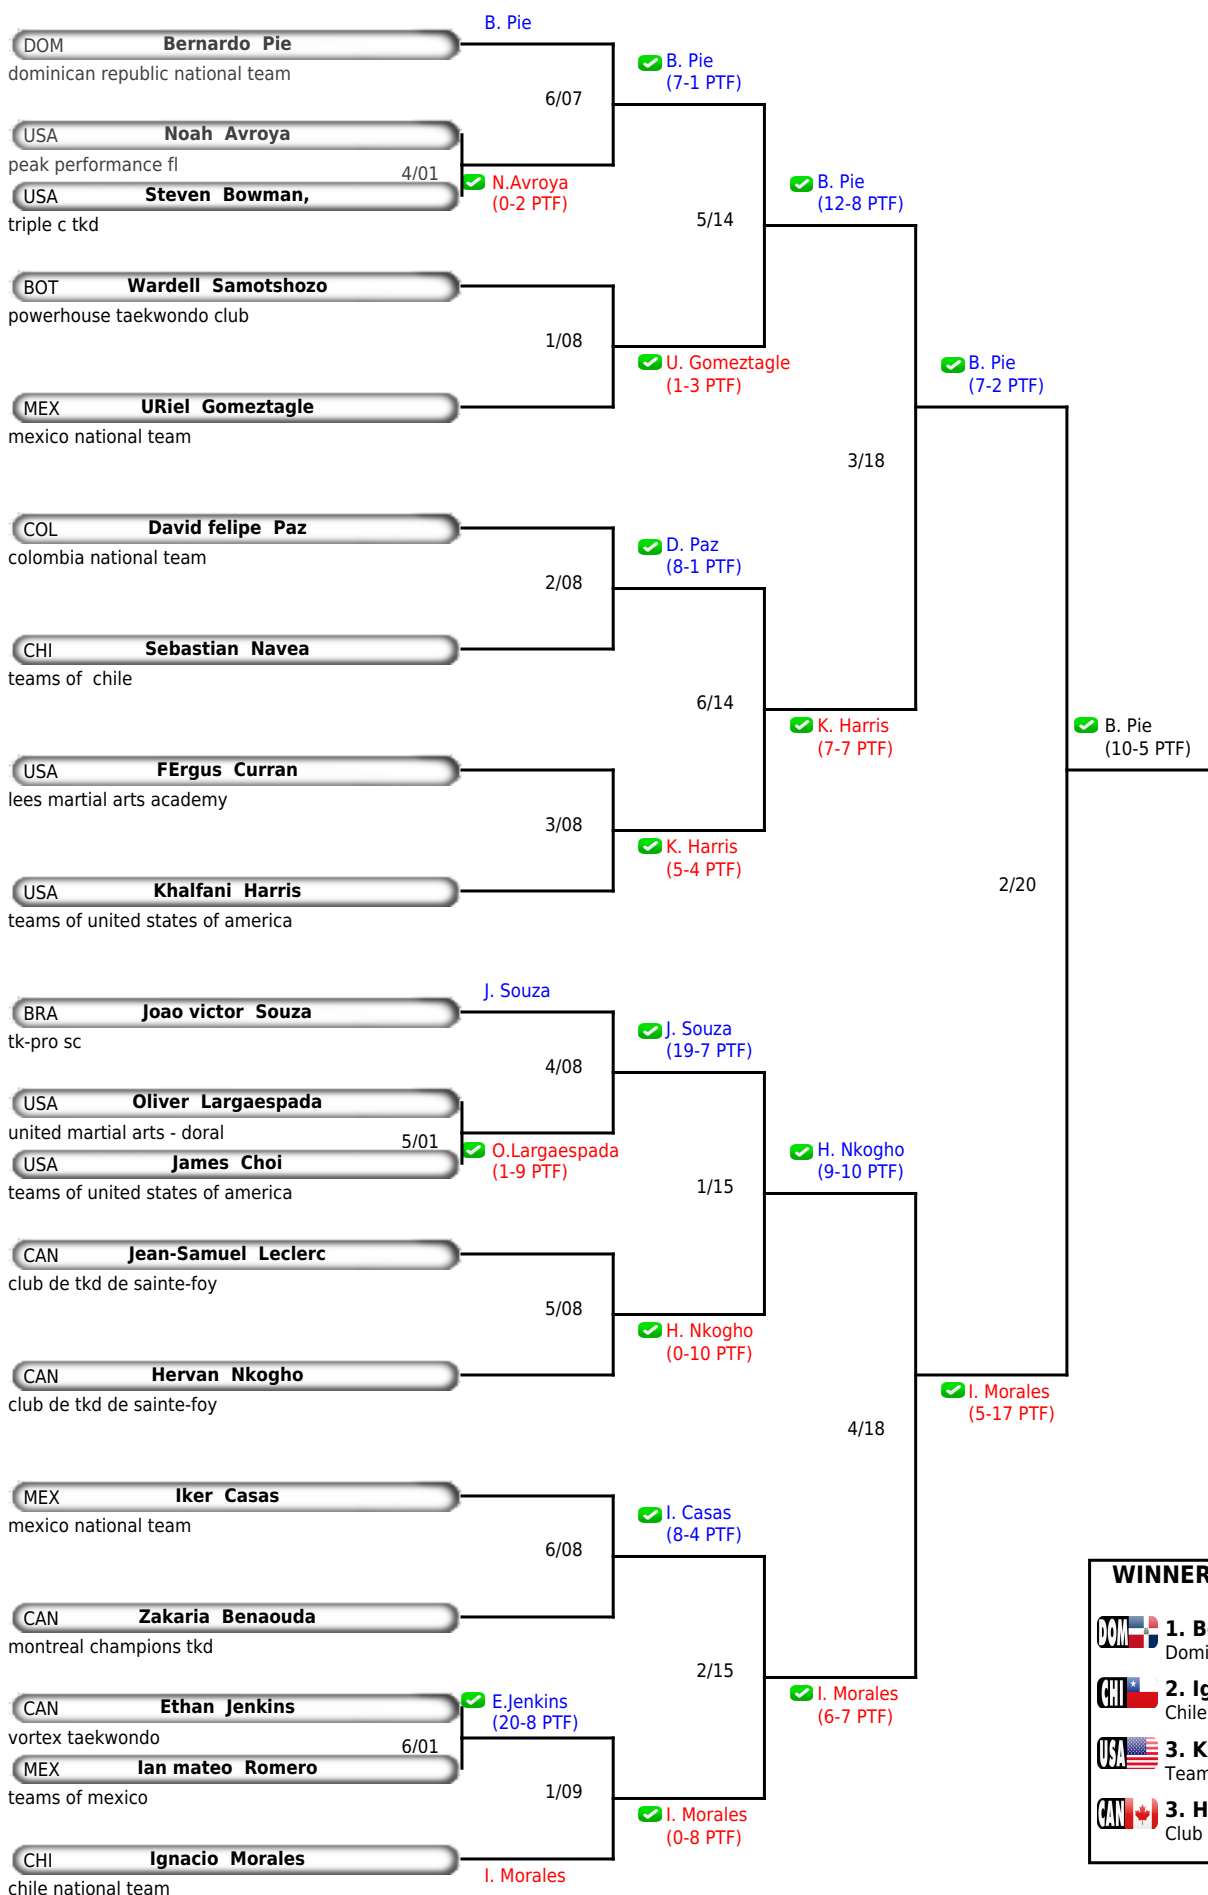 B. Pie
DOM Bernardo Pie
dominican republic national team
B. Pie
(7-1 PTF)
6/07
USA Noah Avroya
peak performance fl
4/01
N.Avroya
(0-2 PTF)
USA Steven Bowman,
triple c tkd
B. Pie
(12-8 PTF)
5/14
BOT Wardell Samotshozo
powerhouse taekwondo club
1/08
U. Gomeztagle
(1-3 PTF)
B. Pie
(7-2 PTF)
MEX URiel Gomeztagle
mexico national team
3/18
COL David felipe Paz
colombia national team
D. Paz
(8-1 PTF)
2/08
CHI Sebastian Navea
teams of chile
6/14
K. Harris
(7-7 PTF)
B. Pie
(10-5 PTF)
USA FErgus Curran
lees martial arts academy
3/08
K. Harris
(5-4 PTF)
USA Khalfani Harris
teams of united states of america
2/20
J. Souza
BRA Joao victor Souza
tk-pro sc
J. Souza
(19-7 PTF)
4/08
USA Oliver Largaespada
united martial arts - doral
5/01
O.Largaespada
(1-9 PTF)
USA James Choi
teams of united states of america
H. Nkogho
(9-10 PTF)
1/15
CAN Jean-Samuel Leclerc
club de tkd de sainte-foy
5/08
H. Nkogho
(0-10 PTF)
CAN Hervan Nkogho
club de tkd de sainte-foy
I. Morales
(5-17 PTF)
4/18
MEX Iker Casas
mexico national team
I. Casas
(8-4 PTF)
6/08
CAN Zakaria Benaouda
montreal champions tkd
2/15
I. Morales
(6-7 PTF)
CAN Ethan Jenkins
vortex taekwondo
6/01
E.Jenkins
(20-8 PTF)
MEX Ian mateo Romero
teams of mexico
1/09
I. Morales
(0-8 PTF)
CHI Ignacio Morales
chile national team
I. Morales
WINNER
DOM 1. B
Domi
CHI 2. Ig
Chile
USA 3. K
Team
CAN 3. H
Club